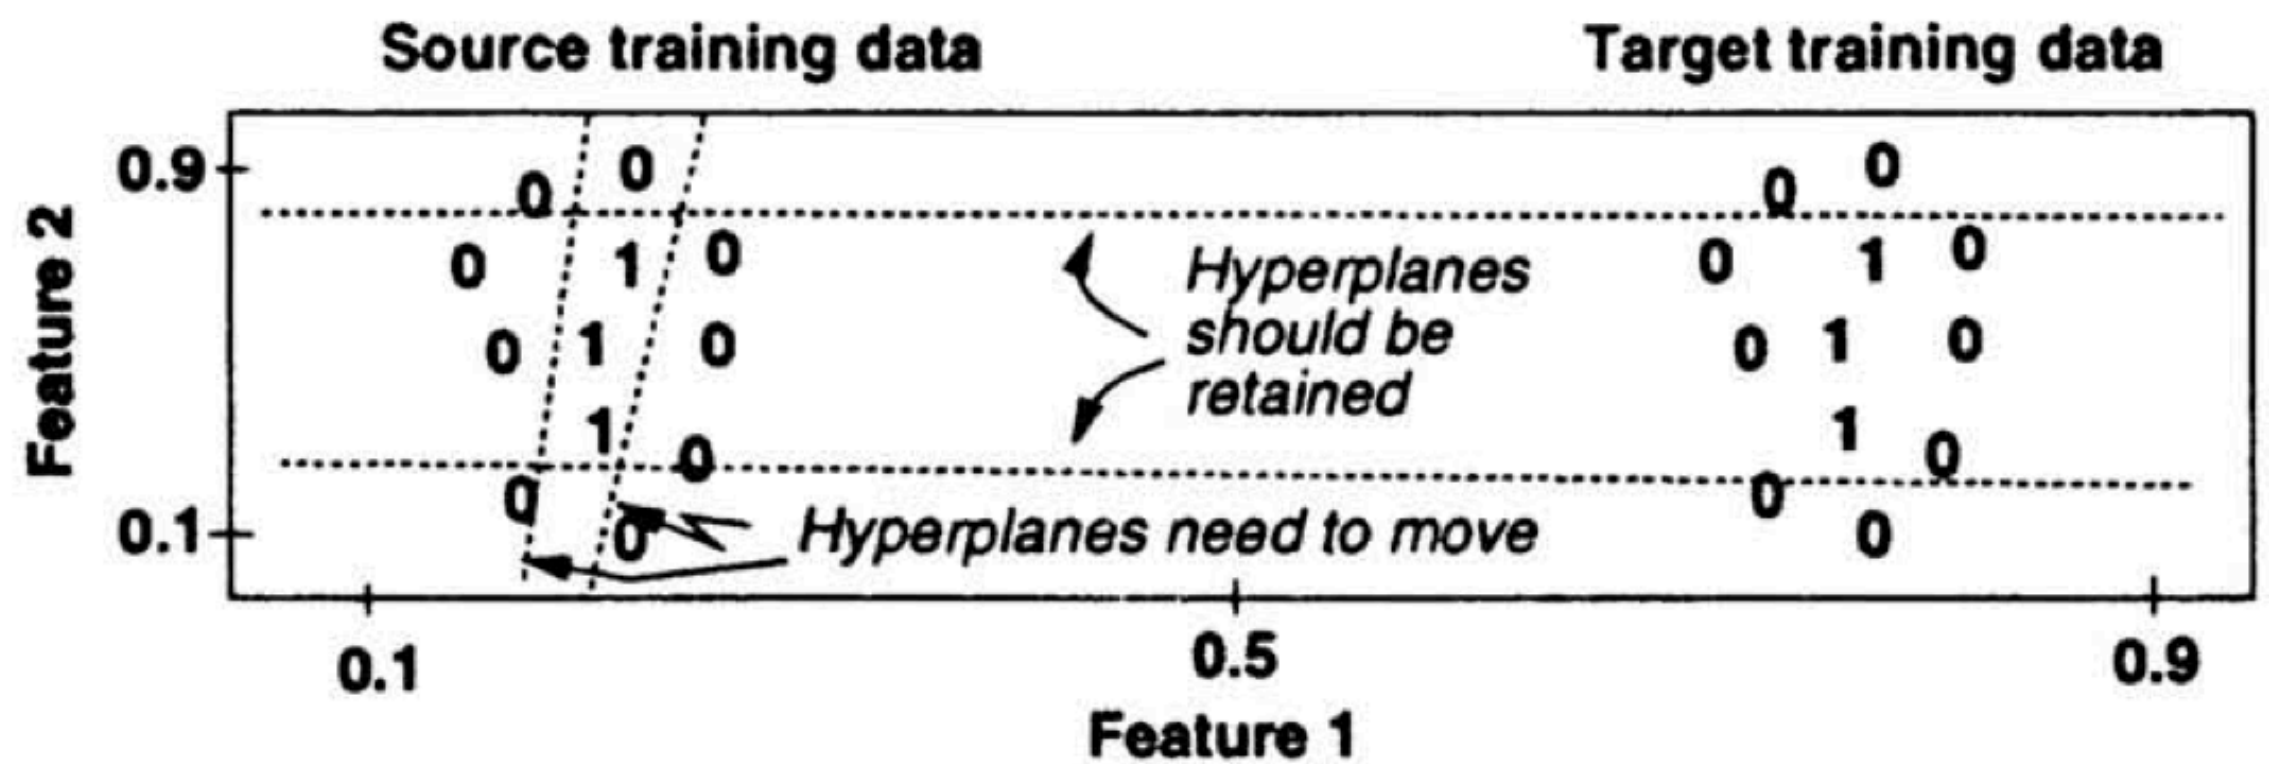 Source training data
Target training data
0.9
0 0
0 0
0 1 0
Hyperplanes
0 1 0
0 1 0
should be
0 1 0
retained
1 0
1 0
0
0
0.1
0
Hyperplanes need to move
0
0.1
0.5
0.9
Feature 1
Feature 2